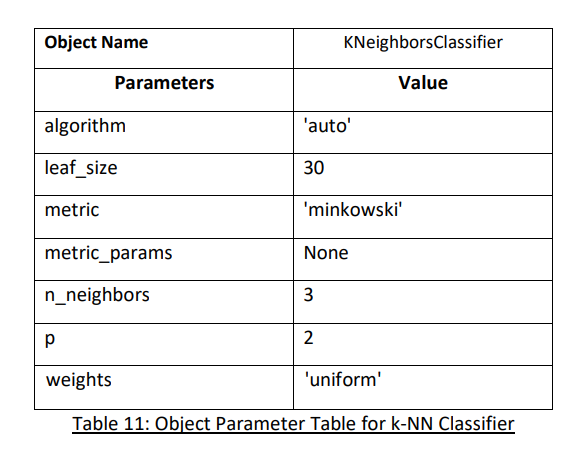 Object Name KNeighborsClassifier
Parameters Value
algorithm 'auto'
leaf_size 30
metric 'minkowski'
metric_params None
n_neighbors 3
p 2
weights 'uniform'
Table 11: Object Parameter Table for k-NN Classifier